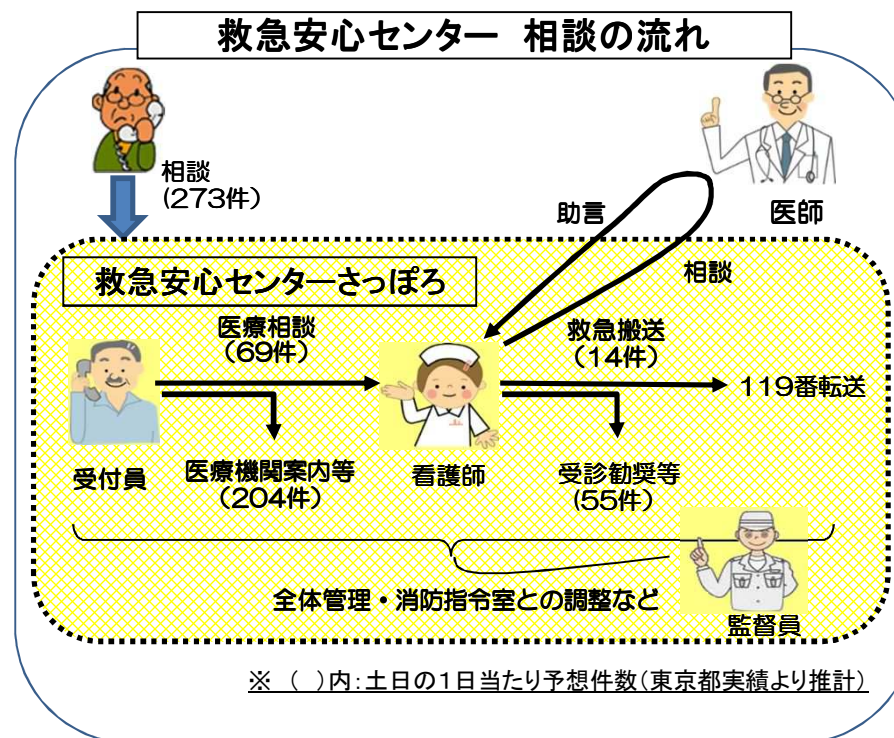 救急安心センター 相談の流れ
相談
(273件)
助言
医師
相談
救急安心センターさっぽろ
医療相談
(69件)
救急搬送
(14件)
119番転送
受付員
医療機関案内等
(204件)
看護師
受診勧奨等
(55件)
全体管理・消防指令室との調整など
監督員
※ ( )内:土日の1日当たり予想件数(東京都実績より推計)